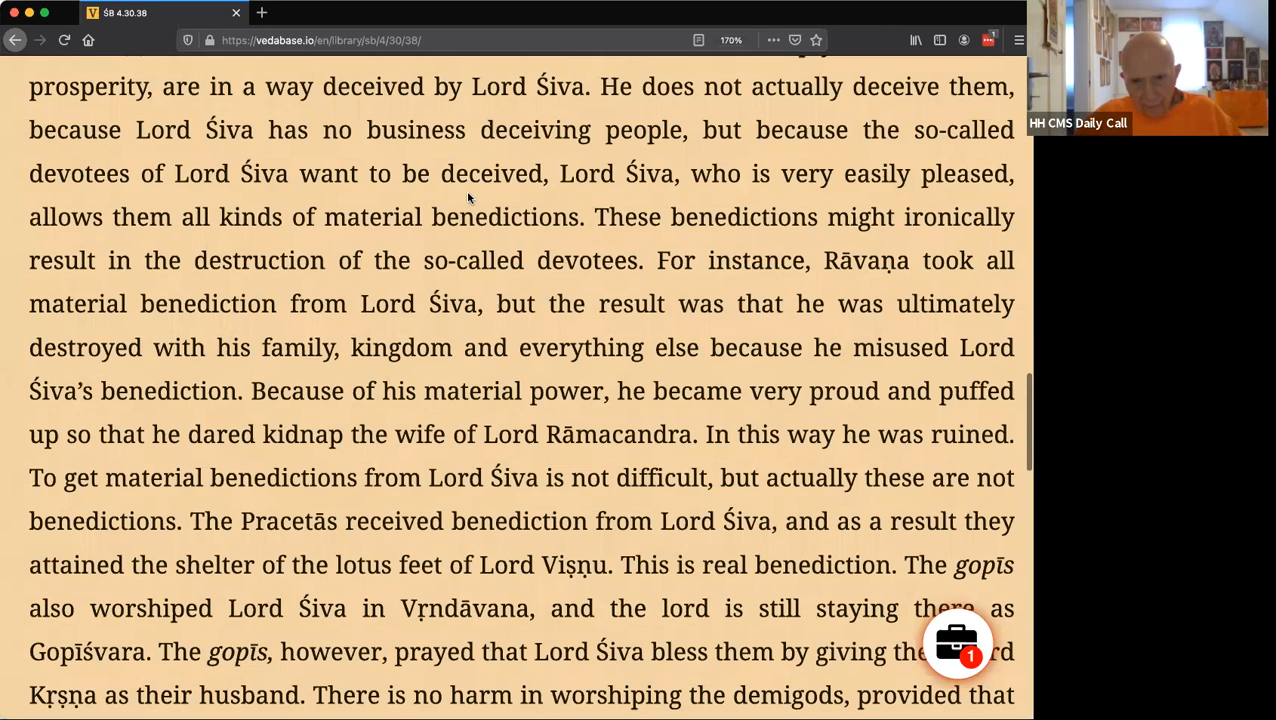 ŚB 4.30.38
https://vedabase.io/en/library/sb/4/30/38/
170%
1
HH CMS Daily Call
prosperity, are in a way deceived by Lord Śiva. He does not actually deceive them,
because Lord Śiva has no business deceiving people, but because the so-called
devotees of Lord Śiva want to be deceived, Lord Śiva, who is very easily pleased,
allows them all kinds of material benedictions. These benedictions might ironically
result in the destruction of the so-called devotees. For instance, Rāvaṇa took all
material benediction from Lord Śiva, but the result was that he was ultimately
destroyed with his family, kingdom and everything else because he misused Lord
Śiva’s benediction. Because of his material power, he became very proud and puffed
up so that he dared kidnap the wife of Lord Rāmacandra. In this way he was ruined.
To get material benedictions from Lord Śiva is not difficult, but actually these are not
benedictions. The Pracetās received benediction from Lord Śiva, and as a result they
attained the shelter of the lotus feet of Lord Viṣṇu. This is real benediction. The gopīs
also worshiped Lord Śiva in Vṛndāvana, and the lord is still staying there as
Gopīśvara. The gopīs, however, prayed that Lord Śiva bless them by giving
Kṛṣṇa as their husband. There is no harm in worshiping the demigods, provided that
1